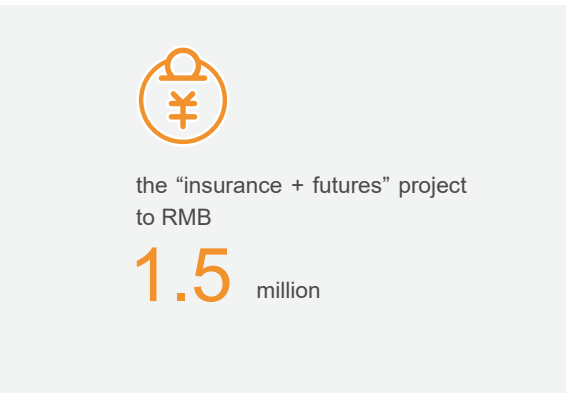 ¥
the “insurance + futures” project
to RMB
1.5 million